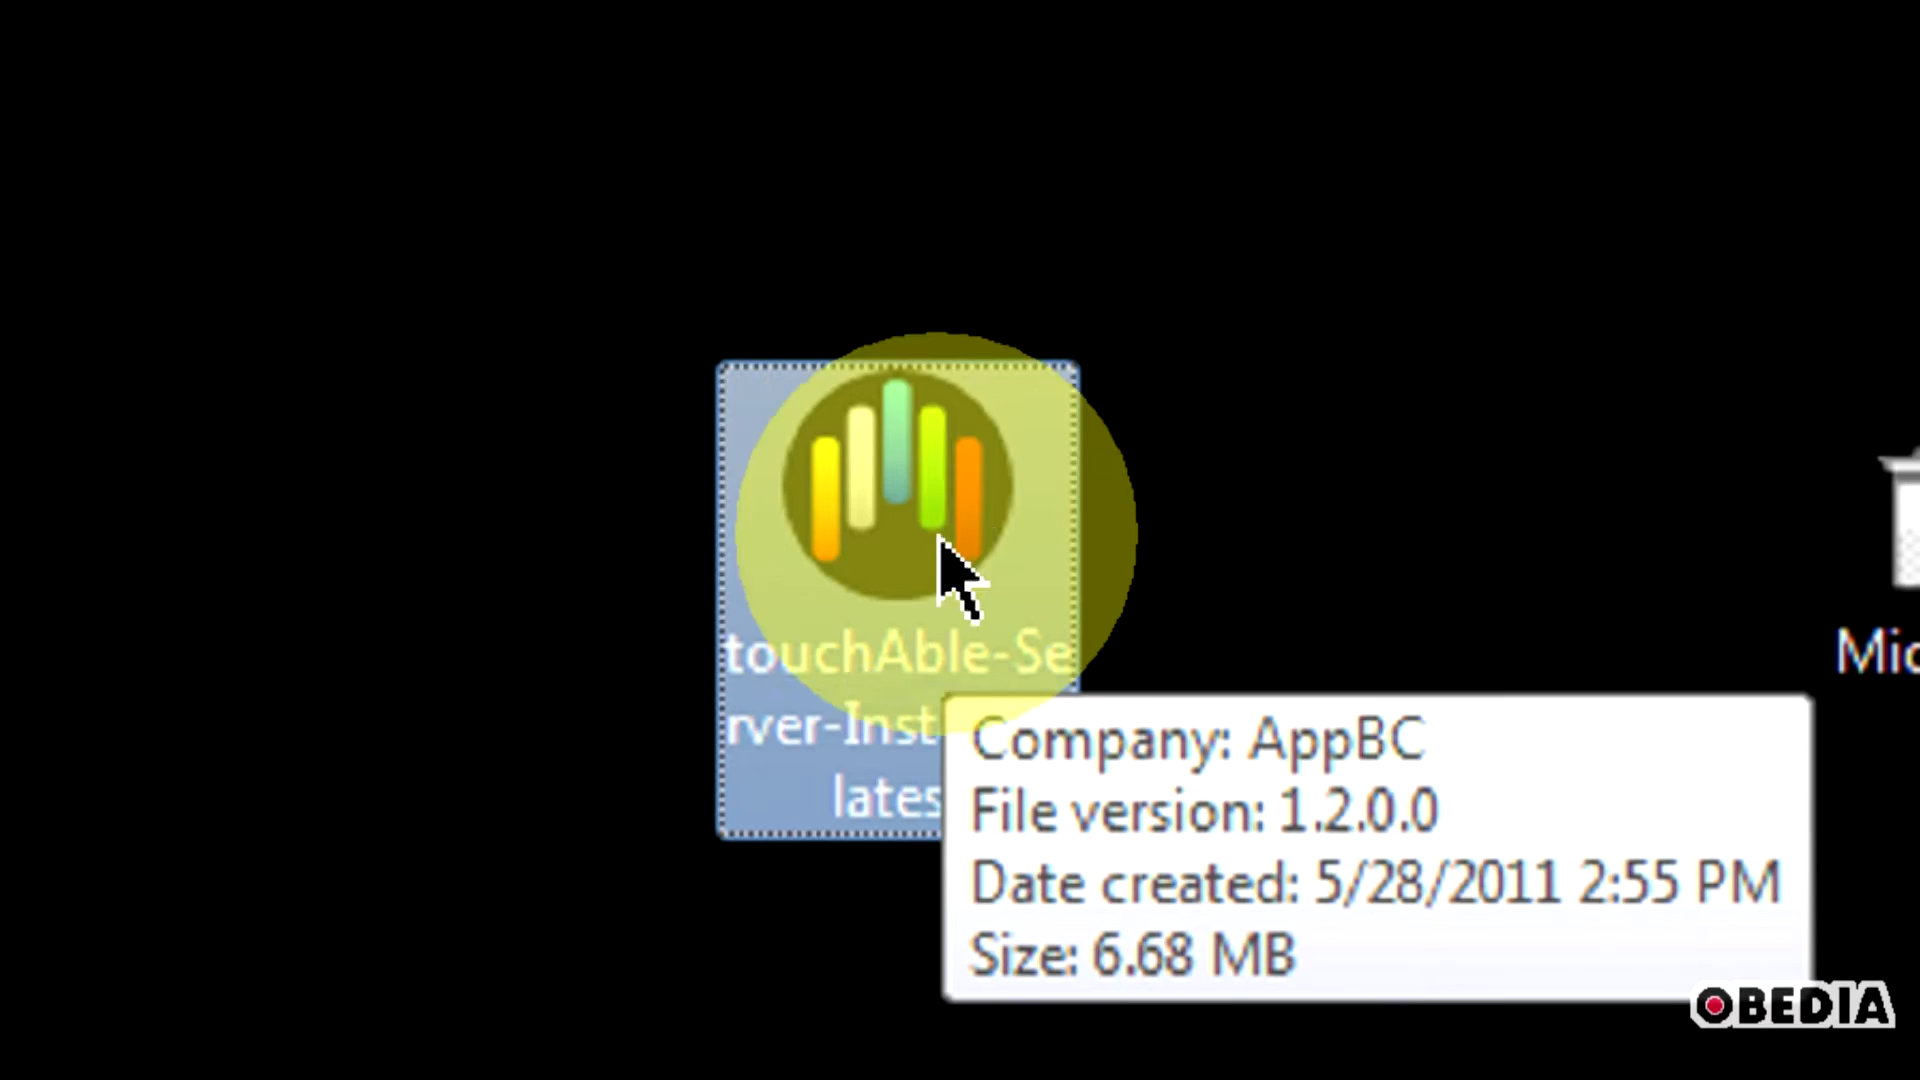 touchAble-Se
rver-Inst
lates
Mic
Company: AppBC
File version: 1.2.0.0
Date created: 5/28/2011 2:55 PM
Size: 6.68 MB
OBEDIA